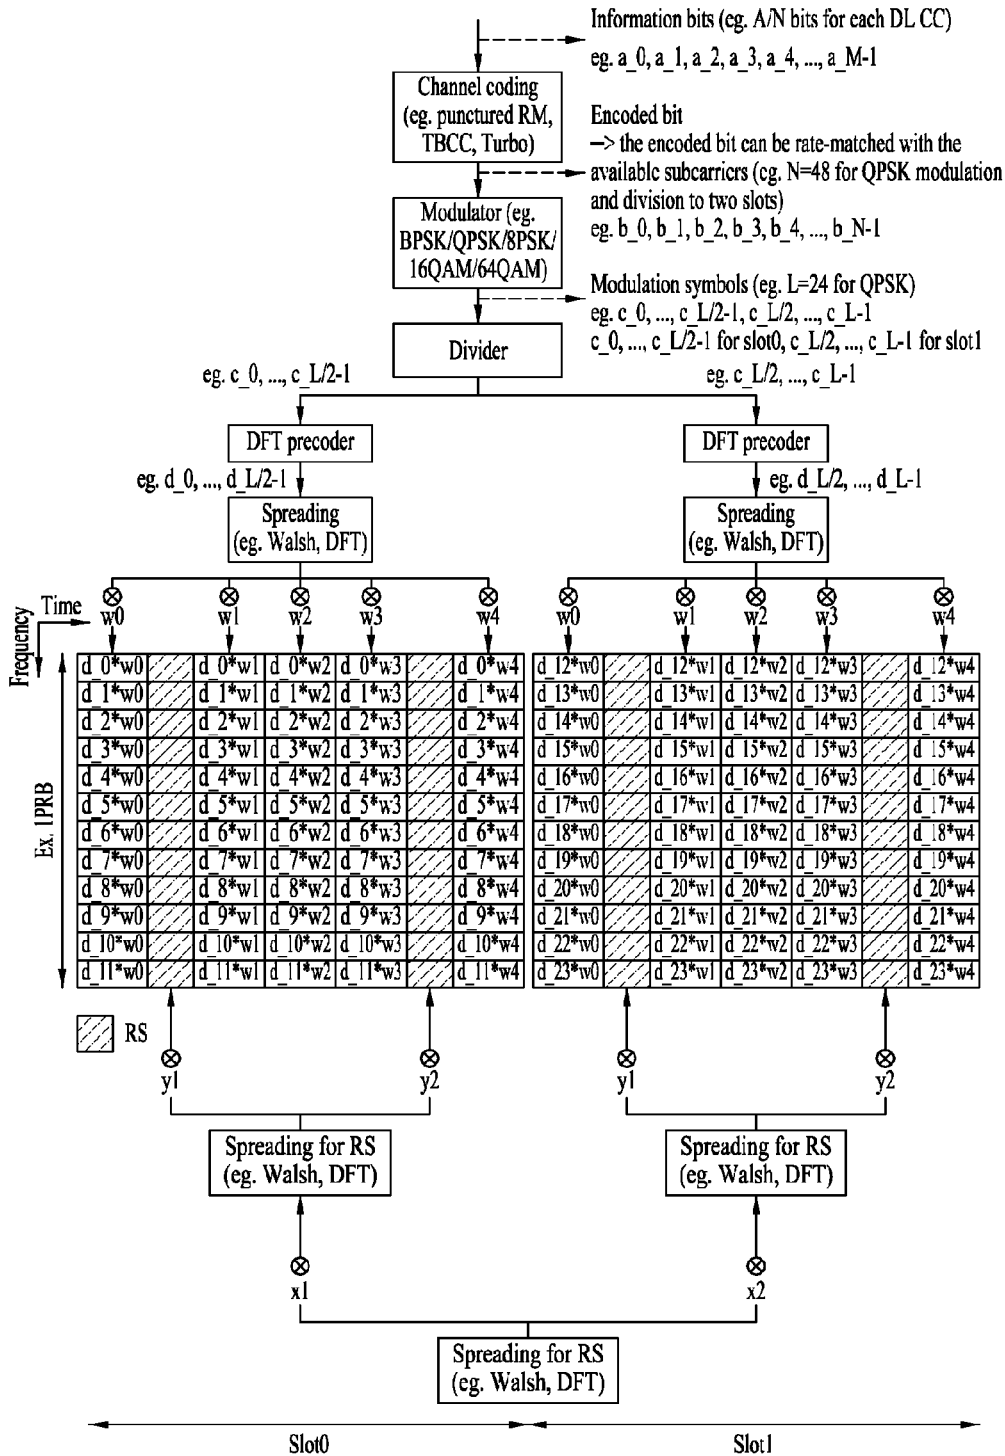 Information bits (eg. A/N bits for each DL CC)
eg. a_0, a_1, a_2, a_3, a_4, ..., a_M-1
Channel coding
(eg. punctured RM,
TBCC, Turbo)
Encoded bit
—> the encoded bit can be rate-matched with the
available subcarricrs (cg. N=48 for QPSK modulation
and division to two slots)
eg. b_0, b_1, b_2, b_3, b_4, ..., b_N-1
Modulator (eg.
BPSK/QPSK/8PSK/
16QAM/64QAM)
Modulation symbols (eg. L=24 for QPSK)
eg. c_0, ..., c_L/2-1, c_L/2, ..., c_L-1
c_0, ..., c_L/2-1 for slot0, c_L/2, ..., c_L-1 for slot1
Divider
eg. c_0, ..., c_L/2-1
eg. c_L/2, ..., c_L-1
DFT precoder
DFT precoder
eg. d_0, ..., d_L/2-1
eg. d_L/2, ..., d_L-1
Spreading
(eg. Walsh, DFT)
Spreading
(eg. Walsh, DFT)
Time
Frequency
w0 w1 w2 w3 w4 w0 w1 w2 w3 w4
d_0*w0 d_0*w1 d_0*w2 d_0*w3 d_0*w4 d_12*w0 d_12*w1 d_12*w2 d_12*w3 d_12*w4
d_1*w0 d_1*w1 d_1*w2 d_1*w3 d_1*w4 d_13*w0 d_13*w1 d_13*w2 d_13*w3 d_13*w4
d_2*w0 d_2*w1 d_2*w2 d_2*w3 d_2*w4 d_14*w0 d_14*w1 d_14*w2 d_14*w3 d_14*w4
d_3*w0 d_3*w1 d_3*w2 d_3*w3 d_3*w4 d_15*w0 d_15*w1 d_15*w2 d_15*w3 d_15*w4
d_4*w0 d_4*w1 d_4*w2 d_4*w3 d_4*w4 d_16*w0 d_16*w1 d_16*w2 d_16*w3 d_16*w4
d_5*w0 d_5*w1 d_5*w2 d_5*w3 d_5*w4 d_17*w0 d_17*w1 d_17*w2 d_17*w3 d_17*w4
d_6*w0 d_6*w1 d_6*w2 d_6*w3 d_6*w4 d_18*w0 d_18*w1 d_18*w2 d_18*w3 d_18*w4
d_7*w0 d_7*w1 d_7*w2 d_7*w3 d_7*w4 d_19*w0 d_19*w1 d_19*w2 d_19*w3 d_19*w4
d_8*w0 d_8*w1 d_8*w2 d_8*w3 d_8*w4 d_20*w0 d_20*w1 d_20*w2 d_20*w3 d_20*w4
d_9*w0 d_9*w1 d_9*w2 d_9*w3 d_9*w4 d_21*w0 d_21*w1 d_21*w2 d_21*w3 d_21*w4
d_10*w0 d_10*w1 d_10*w2 d_10*w3 d_10*w4 d_22*w0 d_22*w1 d_22*w2 d_22*w3 d_22*w4
d_11*w0 d_11*w1 d_11*w2 d_11*w3 d_11*w4 d_23*w0 d_23*w1 d_23*w2 d_23*w3 d_23*w4
Ex. 1PRB
RS
y1 y2 y1 y2
Spreading for RS
(eg. Walsh, DFT)
Spreading for RS
(eg. Walsh, DFT)
x1 x2
Spreading for RS
(eg. Walsh, DFT)
Slot0 Slot1